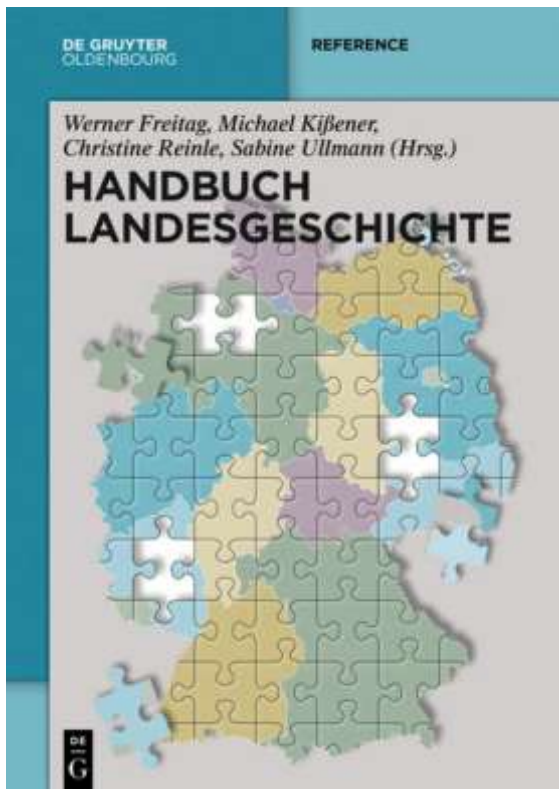 DE GRUYTER
OLDENBOURG
REFERENCE
Werner Freitag, Michael Kißener,
Christine Reinle, Sabine Ullmann (Hrsg.)
HANDBUCH
LANDESGESCHICHTE
DE
G